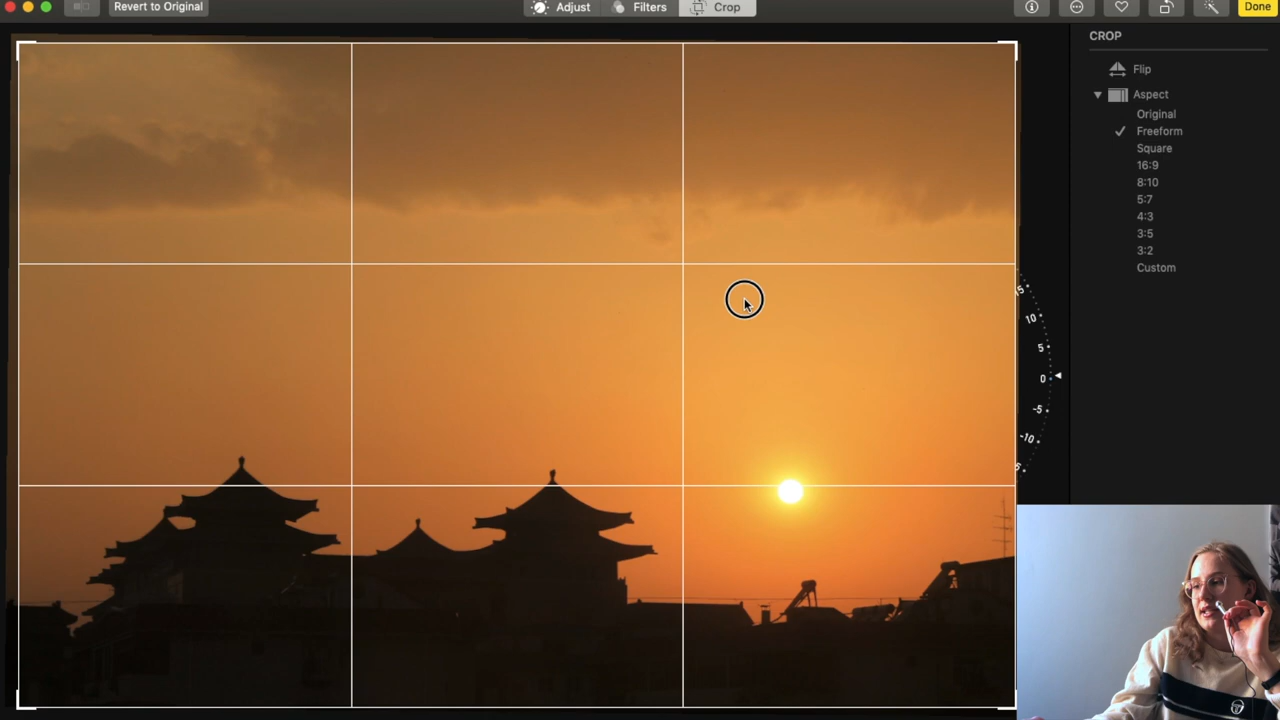 Revert to Original
Adjust
Filters
Crop
Done
CROP
Flip
Aspect
Original
Freeform
Square
16:9
8:10
5:7
4:3
3:5
3:2
Custom
15
10
5
0
-5
-10